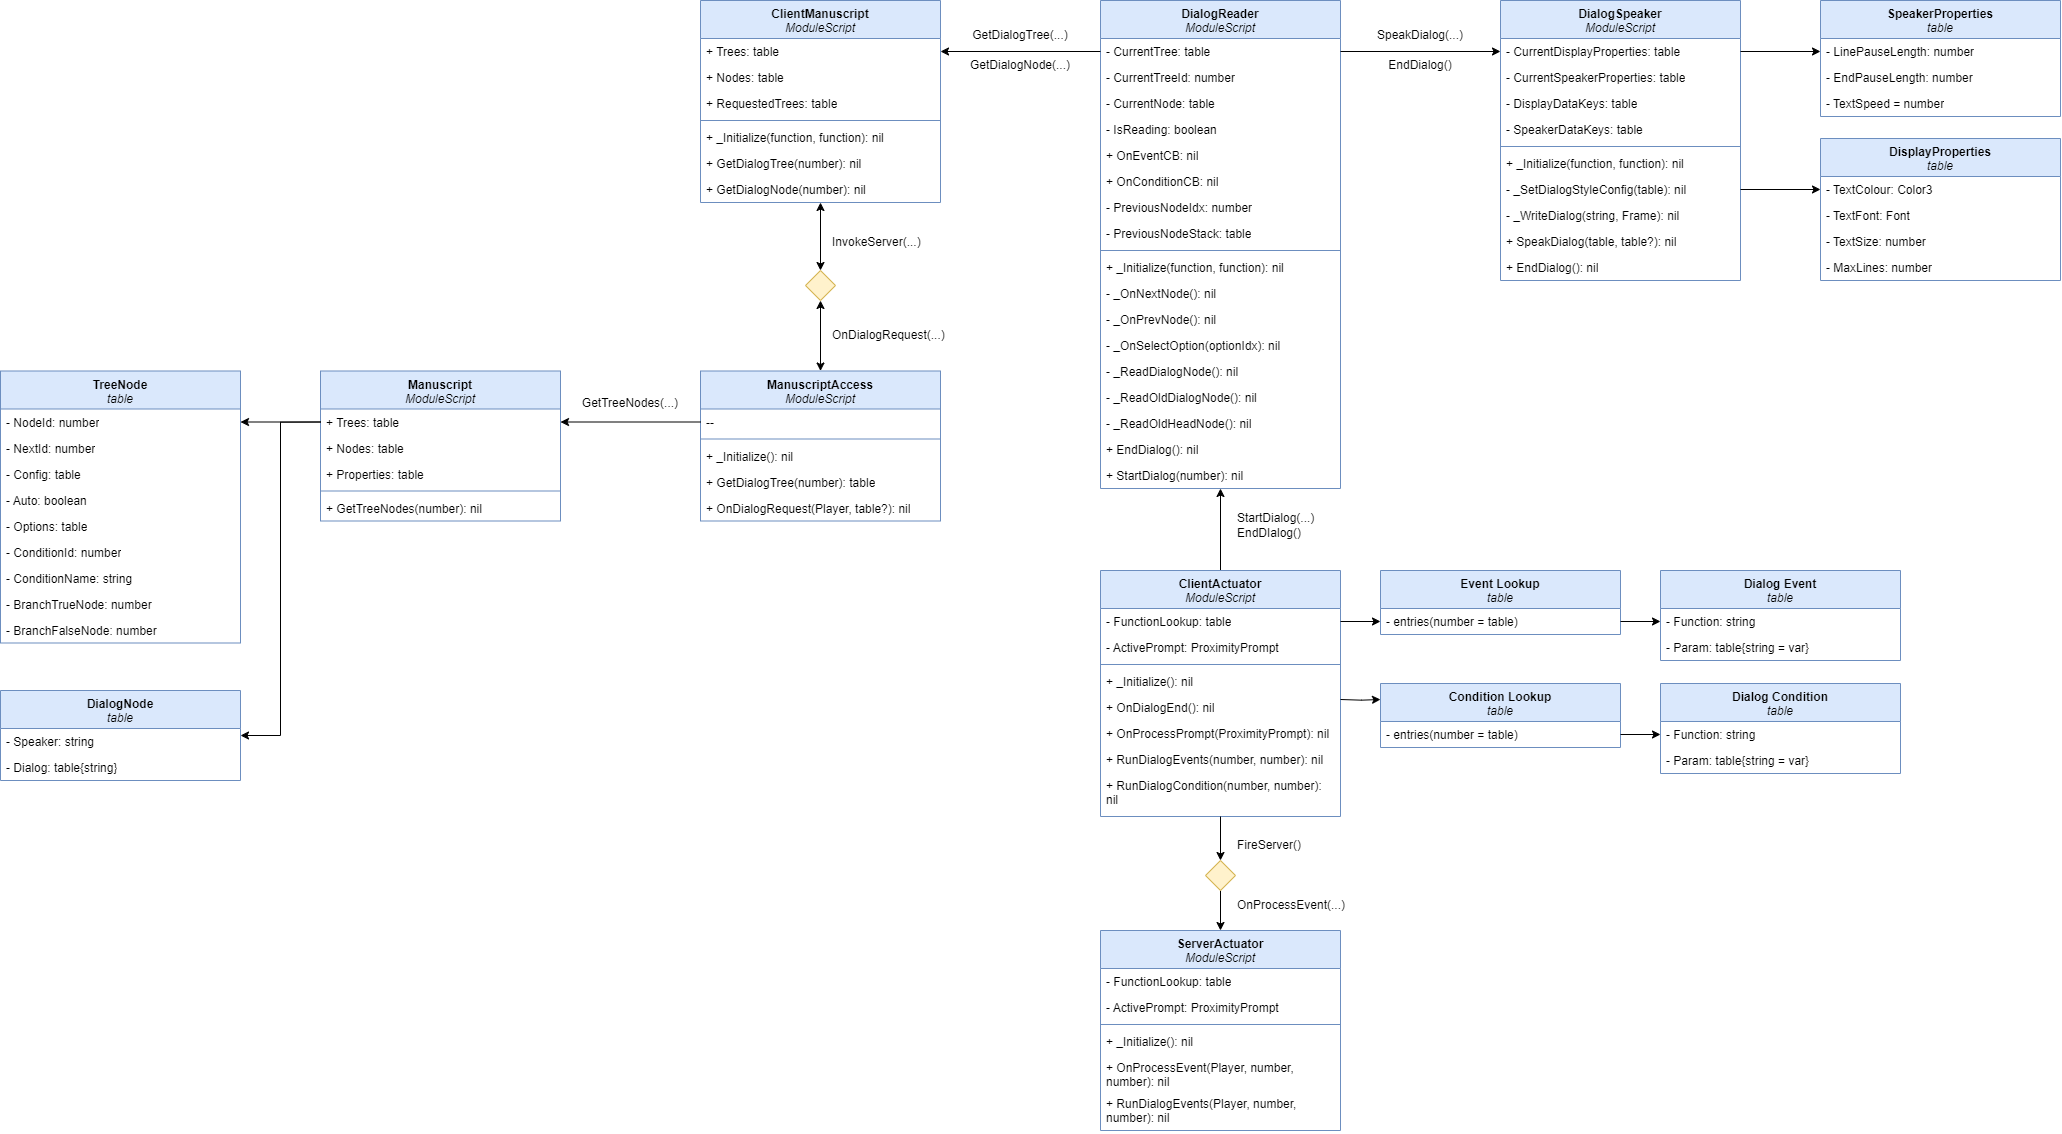 ClientManuscript
ModuleScript
+ Trees: table
+ Nodes: table
+ RequestedTrees: table
+ _Initialize(function, function): nil
+ GetDialogTree(number): nil
+ GetDialogNode(number): nil
GetDialogTree(...)
GetDialogNode(...)
DialogReader
ModuleScript
- CurrentTree: table
- CurrentTreeId: number
- CurrentNode: table
- IsReading: boolean
+ OnEventCB: nil
+ OnConditionCB: nil
- PreviousNodeIdx: number
- PreviousNodeStack: table
+ _Initialize(function, function): nil
- _OnNextNode(): nil
- _OnPrevNode(): nil
- _OnSelectOption(optionIdx): nil
- _ReadDialogNode(): nil
- _ReadOldDialogNode(): nil
- _ReadOldHeadNode(): nil
+ EndDialog(): nil
+ StartDialog(number): nil
SpeakDialog(...)
EndDialog()
DialogSpeaker
ModuleScript
- CurrentDisplayProperties: table
- CurrentSpeakerProperties: table
- DisplayDataKeys: table
- SpeakerDataKeys: table
+ _Initialize(function, function): nil
- _SetDialogStyleConfig(table): nil
- _WriteDialog(string, Frame): nil
+ SpeakDialog(table, table?): nil
+ EndDialog(): nil
SpeakerProperties
table
- LinePauseLength: number
- EndPauseLength: number
- TextSpeed = number
DisplayProperties
table
- TextColour: Color3
- TextFont: Font
- TextSize: number
- MaxLines: number
InvokeServer(...)
OnDialogRequest(...)
TreeNode
table
- NodeId: number
- NextId: number
- Config: table
- Auto: boolean
- Options: table
- ConditionId: number
- ConditionName: string
- BranchTrueNode: number
- BranchFalseNode: number
Manuscript
ModuleScript
+ Trees: table
+ Nodes: table
+ Properties: table
+ GetTreeNodes(number): nil
GetTreeNodes(...)
ManuscriptAccess
ModuleScript
--
+ _Initialize(): nil
+ GetDialogTree(number): table
+ OnDialogRequest(Player, table?): nil
DialogNode
table
- Speaker: string
- Dialog: table{string}
StartDialog(...)
EndDIalog()
ClientActuator
ModuleScript
- FunctionLookup: table
- ActivePrompt: ProximityPrompt
+ _Initialize(): nil
+ OnDialogEnd(): nil
+ OnProcessPrompt(ProximityPrompt): nil
+ RunDialogEvents(number, number): nil
+ RunDialogCondition(number, number):
nil
Event Lookup
table
- entries(number = table)
Dialog Event
table
- Function: string
- Param: table{string = var}
Condition Lookup
table
- entries(number = table)
Dialog Condition
table
- Function: string
- Param: table{string = var}
FireServer()
OnProcessEvent(...)
ServerActuator
ModuleScript
- FunctionLookup: table
- ActivePrompt: ProximityPrompt
+ _Initialize(): nil
+ OnProcessEvent(Player, number,
number): nil
+ RunDialogEvents(Player, number,
number): nil